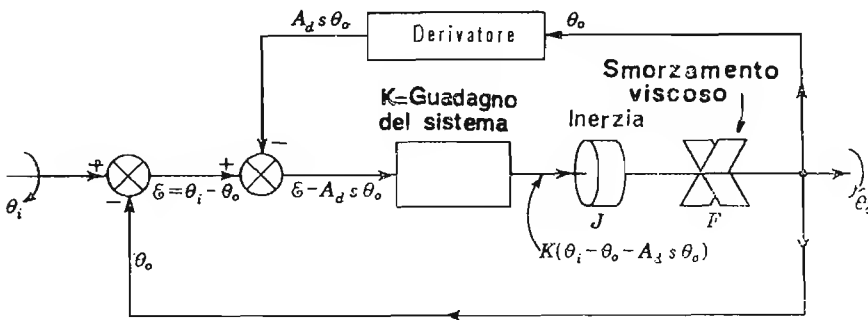 A_d s θ_o
Derivatore
θ_o
K=Guadagno
del sistema
Smorzamento
viscoso
Inerzia
+
−
θ_i
ℰ=θ_i-θ_o
+
−
ℰ-A_d s θ_o
J
F
K(θ_i-θ_o-A_d s θ_o)
θ_o